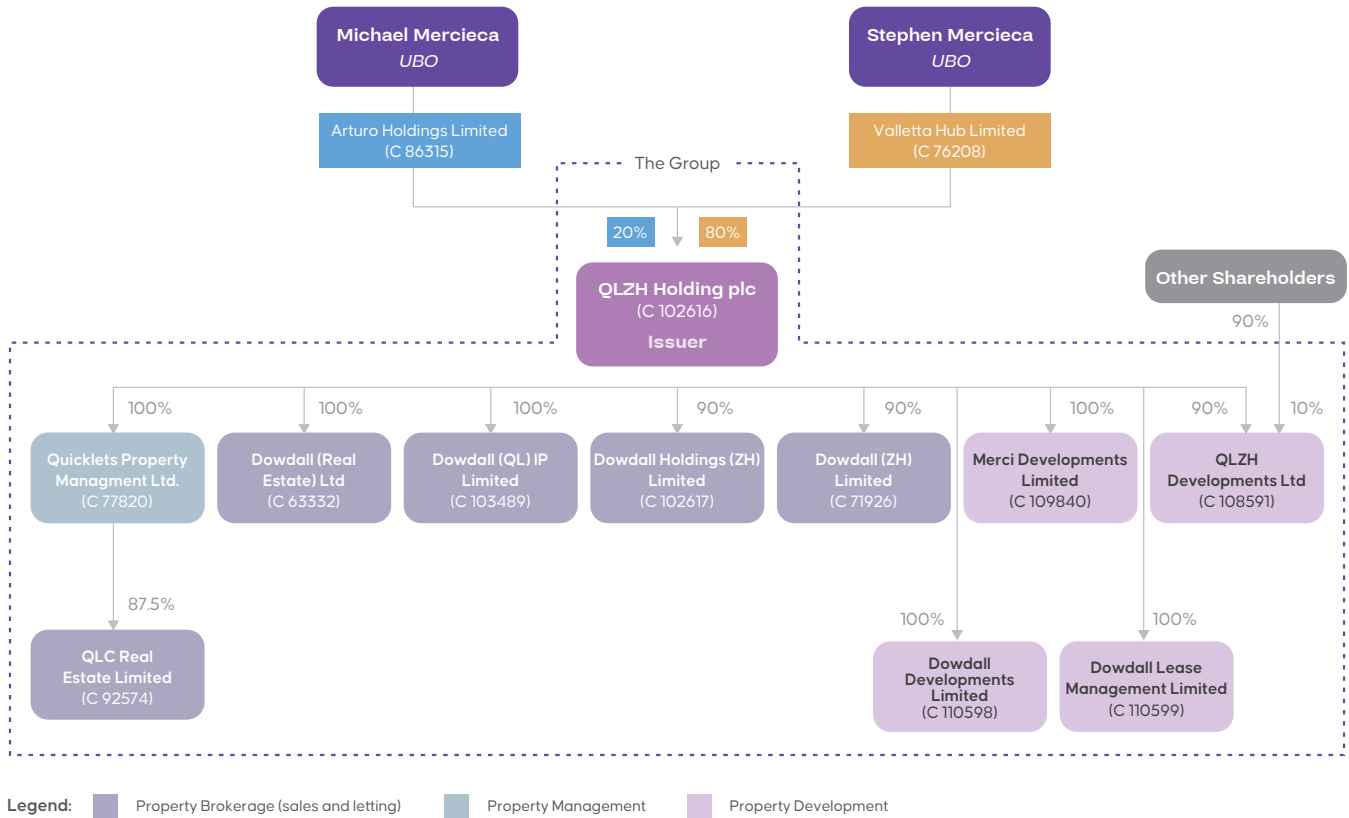 Michael Mercieca
UBO
Stephen Mercieca
UBO
Arturo Holdings Limited
(C 86315)
Valletta Hub Limited
(C 76208)
The Group
20%
80%
QLZH Holding plc
(C 102616)
Issuer
Other Shareholders
90%
100%
100%
100%
90%
90%
100%
90%
10%
Quicklets Property
Managment Ltd.
(C 77820)
Dowdall (Real
Estate) Ltd
(C 63332)
Dowdall (QL) IP
Limited
(C 103489)
Dowdall Holdings (ZH)
Limited
(C 102617)
Dowdall (ZH)
Limited
(C 71926)
Merci Developments
Limited
(C 109840)
QLZH
Developments Ltd
(C 108591)
87.5%
100%
100%
QLC Real
Estate Limited
(C 92574)
Dowdall
Developments
Limited
(C 110598)
Dowdall Lease
Management Limited
(C 110599)
Legend:
Property Brokerage (sales and letting)
Property Management
Property Development